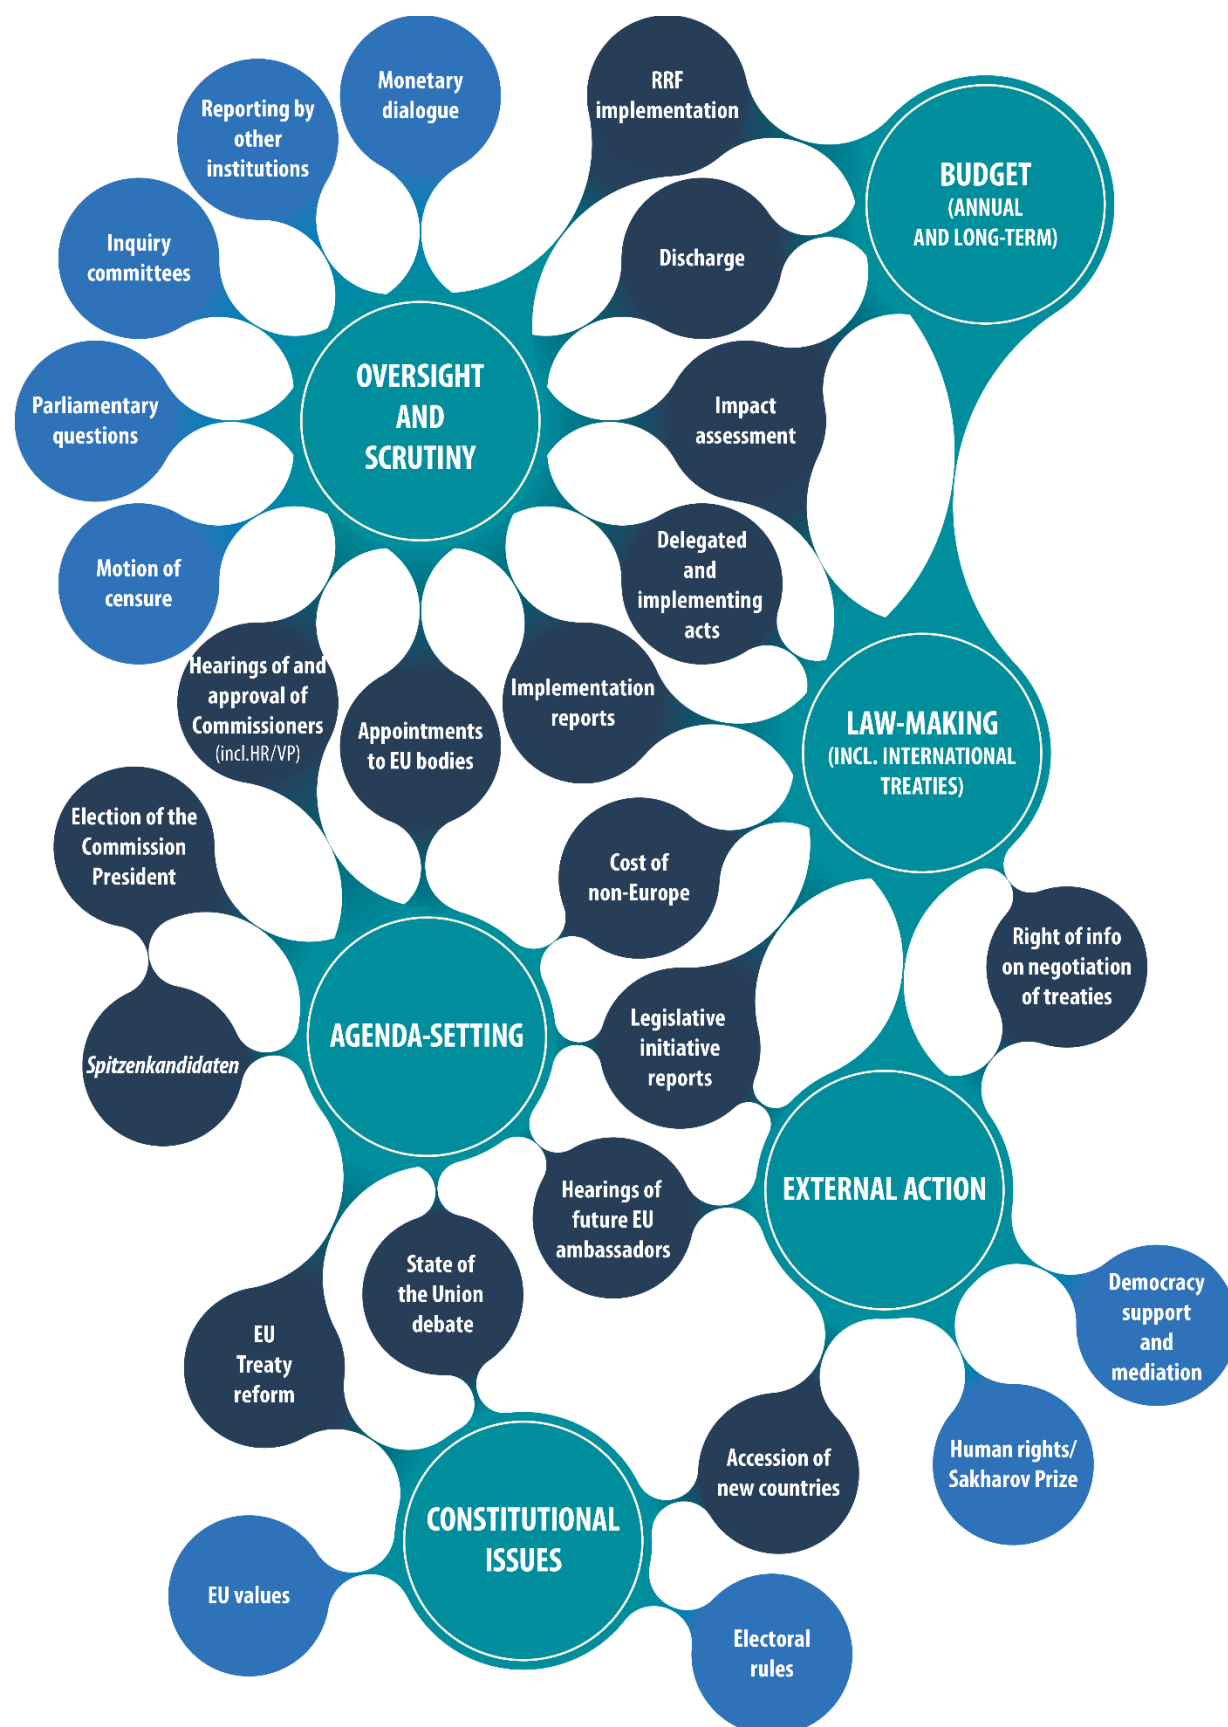 Monetary
dialogue
RRF
implementation
Reporting by
other
institutions
BUDGET
(ANNUAL
AND LONG-TERM)
Inquiry
committees
Discharge
OVERSIGHT
AND
SCRUTINY
Parliamentary
questions
Impact
assessment
Motion of
censure
Delegated
and
implementing
acts
Hearings of and
approval of
Commissioners
(incl.HR/VP)
Appointments
to EU bodies
Implementation
reports
LAW-MAKING
(INCL. INTERNATIONAL
TREATIES)
Election of the
Commission
President
Cost of
non-Europe
Right of info
on negotiation
of treaties
Spitzenkandidaten
AGENDA-SETTING
Legislative
initiative
reports
Hearings of
future EU
ambassadors
EXTERNAL ACTION
State of
the Union
debate
Democracy
support
and
mediation
EU
Treaty
reform
Accession of
new countries
Human rights/
Sakharov Prize
CONSTITUTIONAL
ISSUES
EU values
Electoral
rules